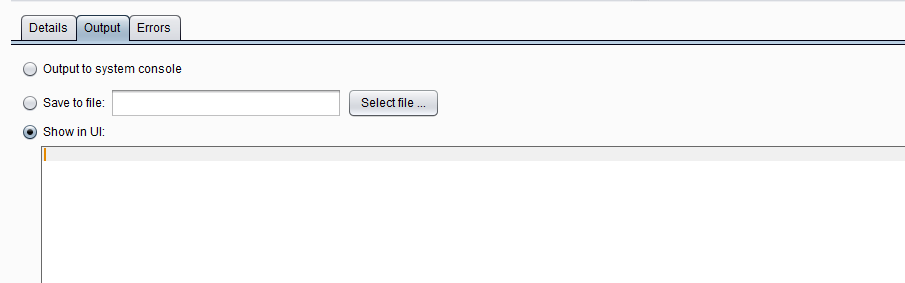 Details Output Errors
Output to system console
Save to file: Select file ...
Show in UI: